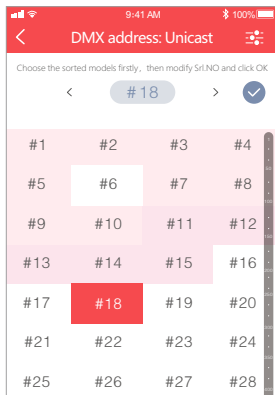 9:41 AM 100%
DMX address: Unicast
Choose the sorted models firstly, then modify Srl.NO and click OK
< #18 >
#1 #2 #3 #4
#5 #6 #7 #8
#9 #10 #11 #12
#13 #14 #15 #16
#17 #18 #19 #20
#21 #22 #23 #24
#25 #26 #27 #28